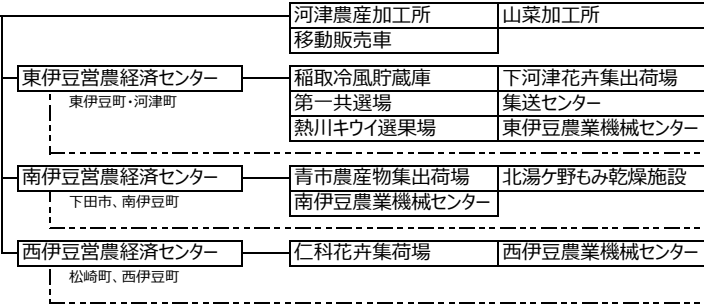 河津農産加工所 山菜加工所
移動販売車
東伊豆営農経済センター 稲取冷風貯蔵庫 下河津花卉集出荷場
東伊豆町・河津町 第一共選場 集送センター
熱川キウイ選果場 東伊豆農業機械センター
南伊豆営農経済センター 青市農産物集出荷場 北湯ケ野もみ乾燥施設
下田市、南伊豆町 南伊豆農業機械センター
西伊豆営農経済センター 仁科花卉集荷場 西伊豆農業機械センター
松崎町、西伊豆町